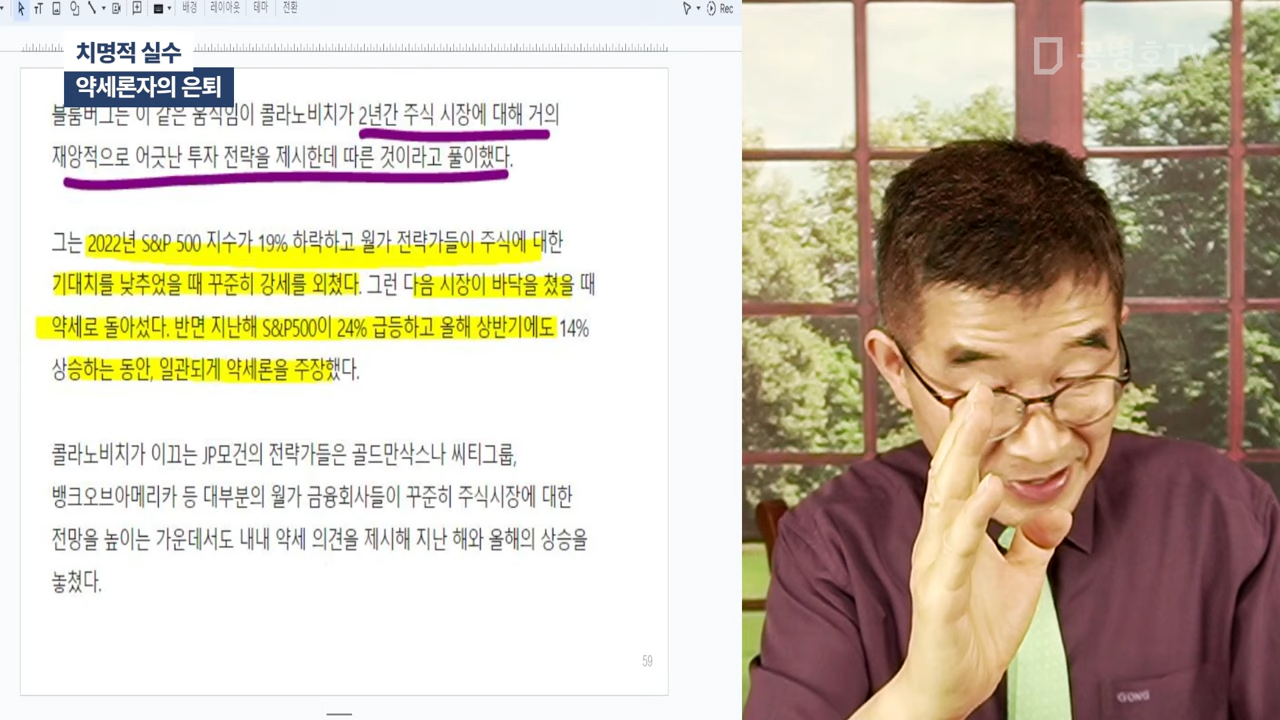 배경 레이아웃 테마 전환
Rec
치명적 실수
약세론자의 은퇴
공명호TV
블룸버그는 이 같은 움직임이 콜라노비치가 2년간 주식 시장에 대해 거의
재앙적으로 어긋난 투자 전략을 제시한데 따른 것이라고 풀이했다.
그는 2022년 S&P 500 지수가 19% 하락하고 월가 전략가들이 주식에 대한
기대치를 낮추었을 때 꾸준히 강세를 외쳤다. 그런 다음 시장이 바닥을 쳤을 때
약세로 돌아섰다. 반면 지난해 S&P500이 24% 급등하고 올해 상반기에도 14%
상승하는 동안, 일관되게 약세론을 주장했다.
콜라노비치가 이끄는 JP모건의 전략가들은 골드만삭스나 씨티그룹,
뱅크오브아메리카 등 대부분의 월가 금융회사들이 꾸준히 주식시장에 대한
전망을 높이는 가운데서도 내내 약세 의견을 제시해 지난 해와 올해의 상승을
놓쳤다.
59
GONG